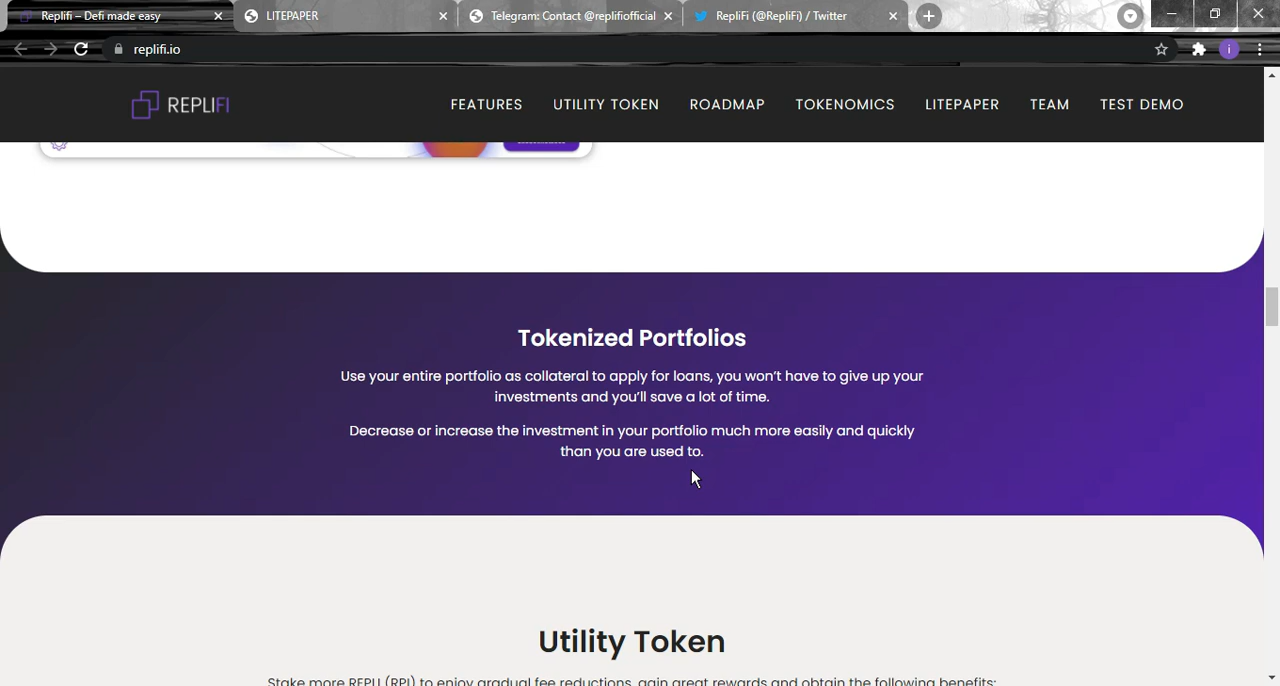 Replifi – Defi made easy
LITEPAPER
Telegram: Contact @replifiofficial
RepliFi (@RepliFi) / Twitter
replifi.io
i
REPLIFI
FEATURES
UTILITY TOKEN
ROADMAP
TOKENOMICS
LITEPAPER
TEAM
TEST DEMO
Tokenized Portfolios
Use your entire portfolio as collateral to apply for loans, you won't have to give up your
investments and you'll save a lot of time.
Decrease or increase the investment in your portfolio much more easily and quickly
than you are used to.
Utility Token
Stake more REPLI (RPI) to enjoy gradual fee reductions, gain great rewards and obtain the following benefits: